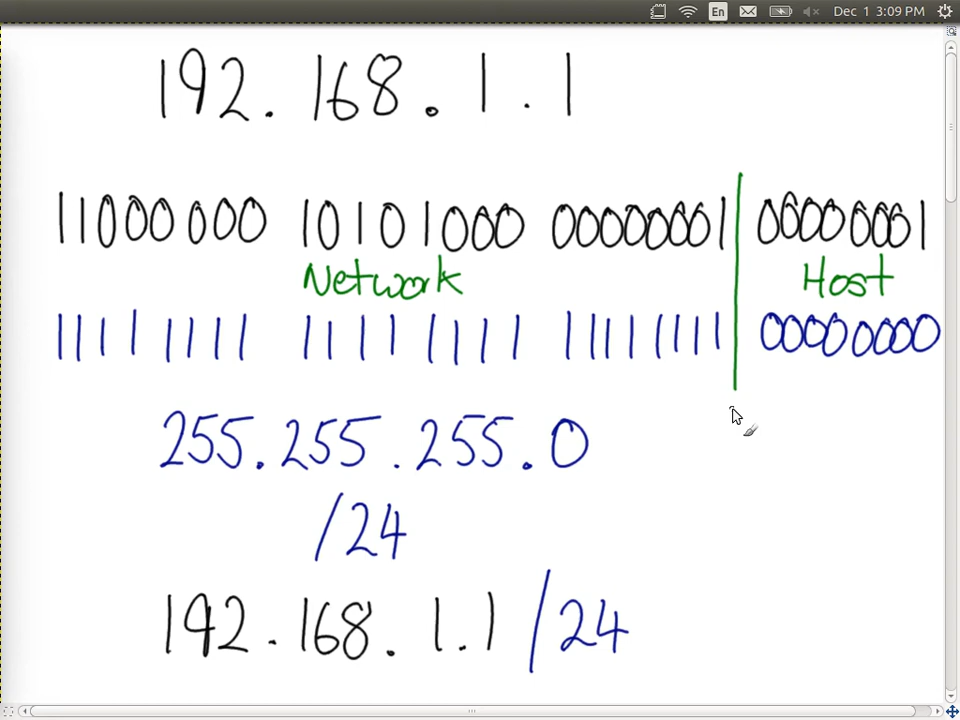 En Dec 1 3:09 PM
192.168.1.1
11000000 10101000 00000001 00000001
Network Host
11111111 11111111 11111111 00000000
255.255.255.0
/24
192.168.1.1/24